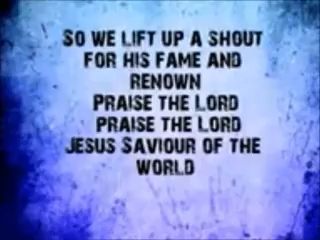 So we lift up a shout
for his fame and
renown
Praise the Lord
Praise the Lord
Jesus Saviour of the
world